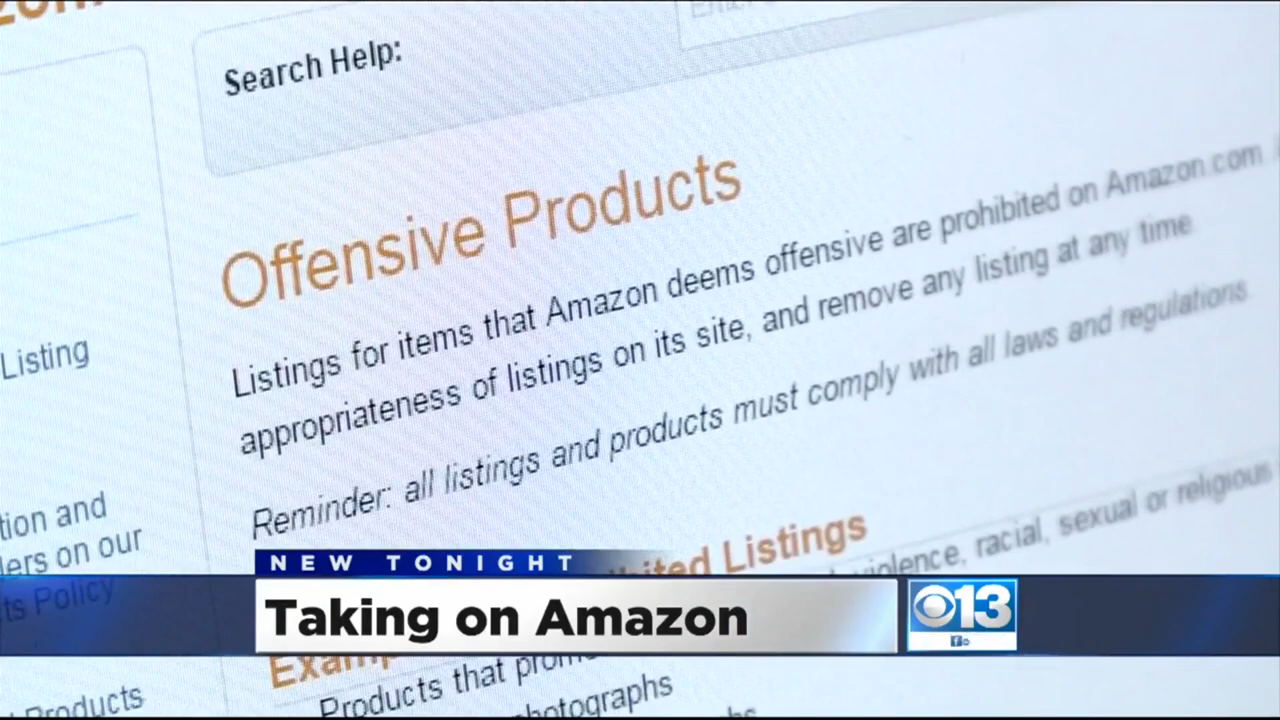 Search Help:
Offensive Products
Listings for items that Amazon deems offensive are prohibited on Amazon.com
appropriateness of listings on its site, and remove any listing at any time.
Reminder: all listings and products must comply with all laws and regulations.
Listing
tion and
ers on our
ts Policy
Products
Listings
violence, racial, sexual or religious
Products that
photographs
NEW TONIGHT
Taking on Amazon
13